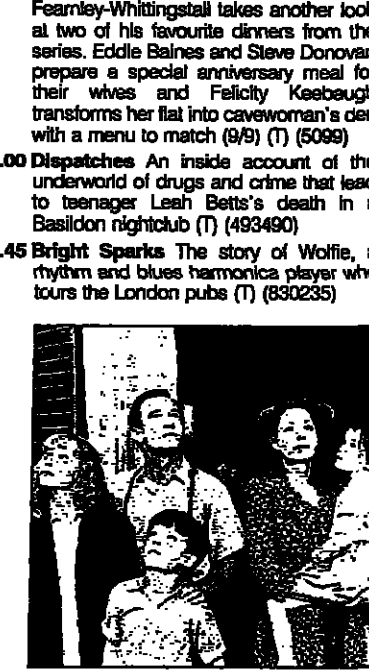 Fearnley-Whittingstall takes another look
at two of his favourite dinners from the
series. Eddie Baines and Steve Donovan
prepare a special anniversary meal for
their wives and Felicity Keebaugh
transforms her flat into cavewoman's den
with a menu to match (9/9) (T) (5099)
.00 Dispatches An inside account of the
underworld of drugs and crime that lead
to teenager Leah Betts's death in a
Basildon nightclub (T) (493490)
.45 Bright Sparks The story of Wolfie, a
rhythm and blues harmonica player who
tours the London pubs (T) (830235)